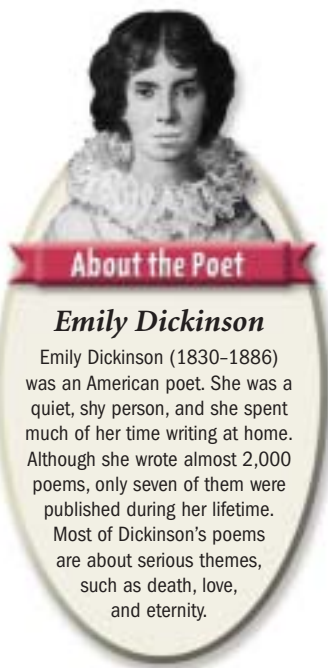 About the Poet
Emily Dickinson
Emily Dickinson (1830–1886)
was an American poet. She was a
quiet, shy person, and she spent
much of her time writing at home.
Although she wrote almost 2,000
poems, only seven of them were
published during her lifetime.
Most of Dickinson's poems
are about serious themes,
such as death, love,
and eternity.